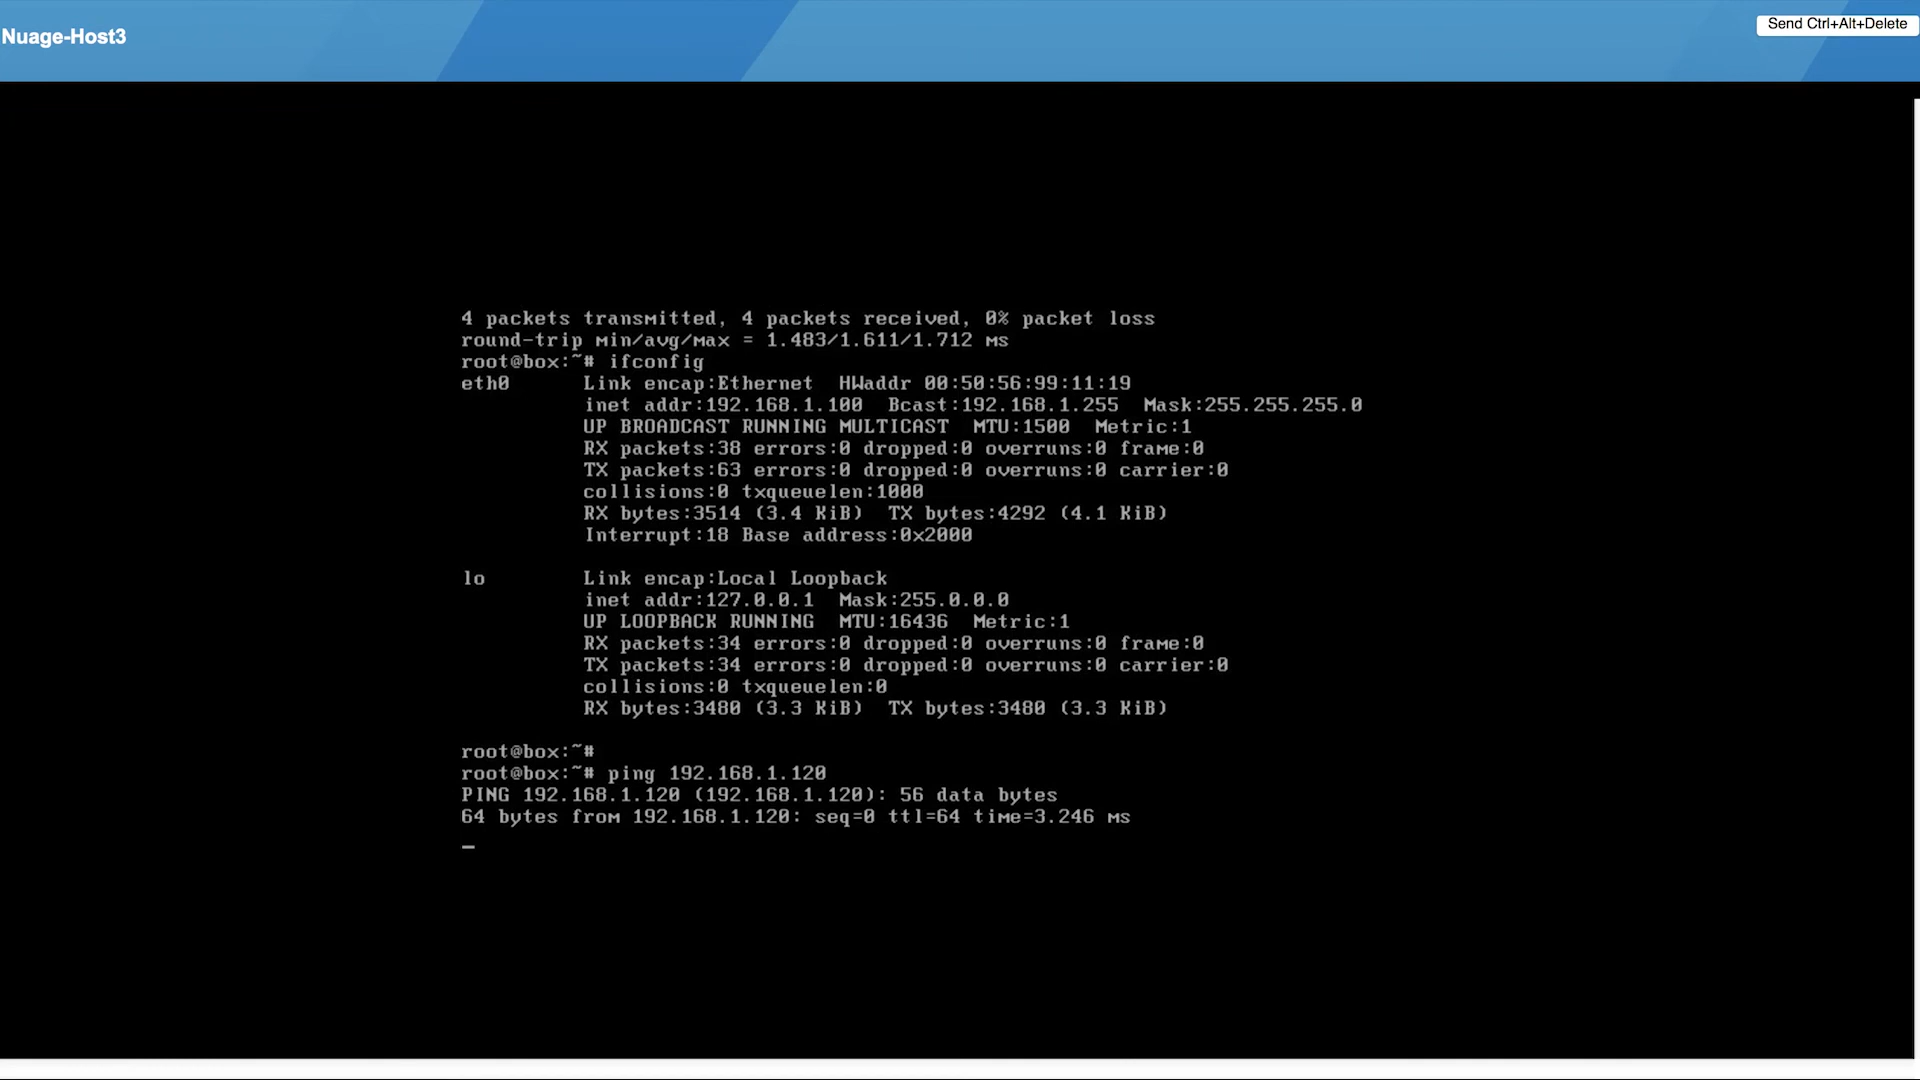 Nuage-Host3
Send Ctrl+Alt+Delete
4 packets transmitted, 4 packets received, 0% packet loss
round-trip min/avg/max = 1.483/1.611/1.712 ms
root@box:~# ifconfig
eth0      Link encap:Ethernet  HWaddr 00:50:56:99:11:19
          inet addr:192.168.1.100  Bcast:192.168.1.255  Mask:255.255.255.0
          UP BROADCAST RUNNING MULTICAST  MTU:1500  Metric:1
          RX packets:38 errors:0 dropped:0 overruns:0 frame:0
          TX packets:63 errors:0 dropped:0 overruns:0 carrier:0
          collisions:0 txqueuelen:1000
          RX bytes:3514 (3.4 KiB)  TX bytes:4292 (4.1 KiB)
          Interrupt:18 Base address:0x2000
lo        Link encap:Local Loopback
          inet addr:127.0.0.1  Mask:255.0.0.0
          UP LOOPBACK RUNNING  MTU:16436  Metric:1
          RX packets:34 errors:0 dropped:0 overruns:0 frame:0
          TX packets:34 errors:0 dropped:0 overruns:0 carrier:0
          collisions:0 txqueuelen:0
          RX bytes:3480 (3.3 KiB)  TX bytes:3480 (3.3 KiB)
root@box:~#
root@box:~# ping 192.168.1.120
PING 192.168.1.120 (192.168.1.120): 56 data bytes
64 bytes from 192.168.1.120: seq=0 ttl=64 time=3.246 ms
_